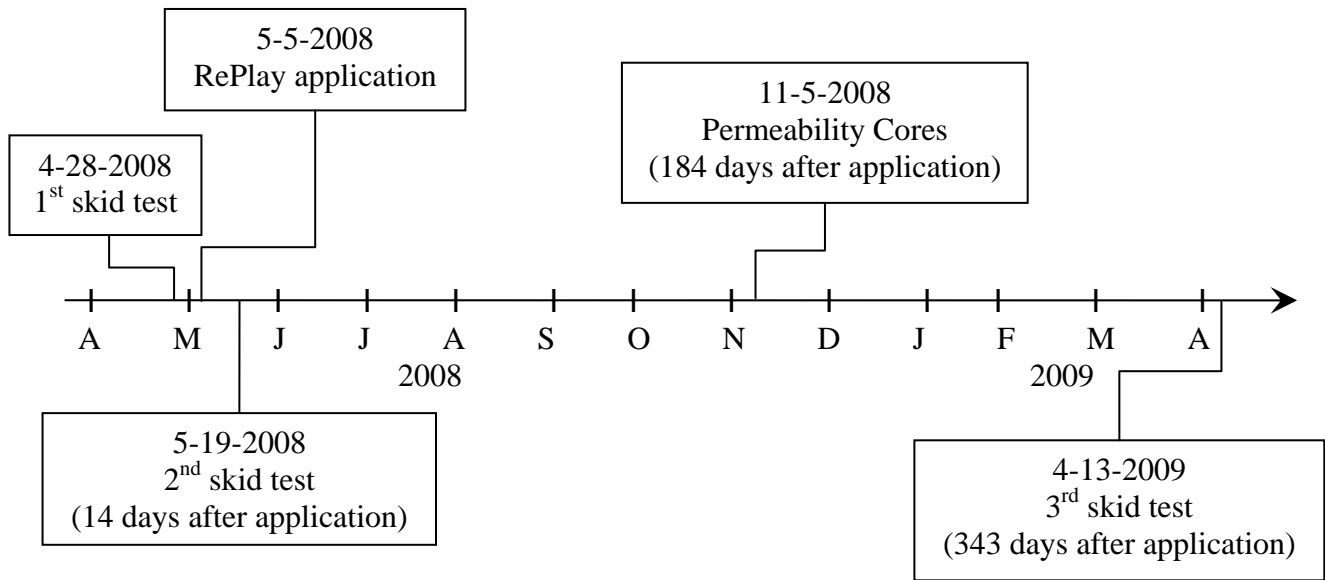 5-5-2008
RePlay application
4-28-2008
1st skid test
11-5-2008
Permeability Cores
(184 days after application)
A M J J A S O N D J F M A
2008 2009
5-19-2008
2nd skid test
(14 days after application)
4-13-2009
3rd skid test
(343 days after application)